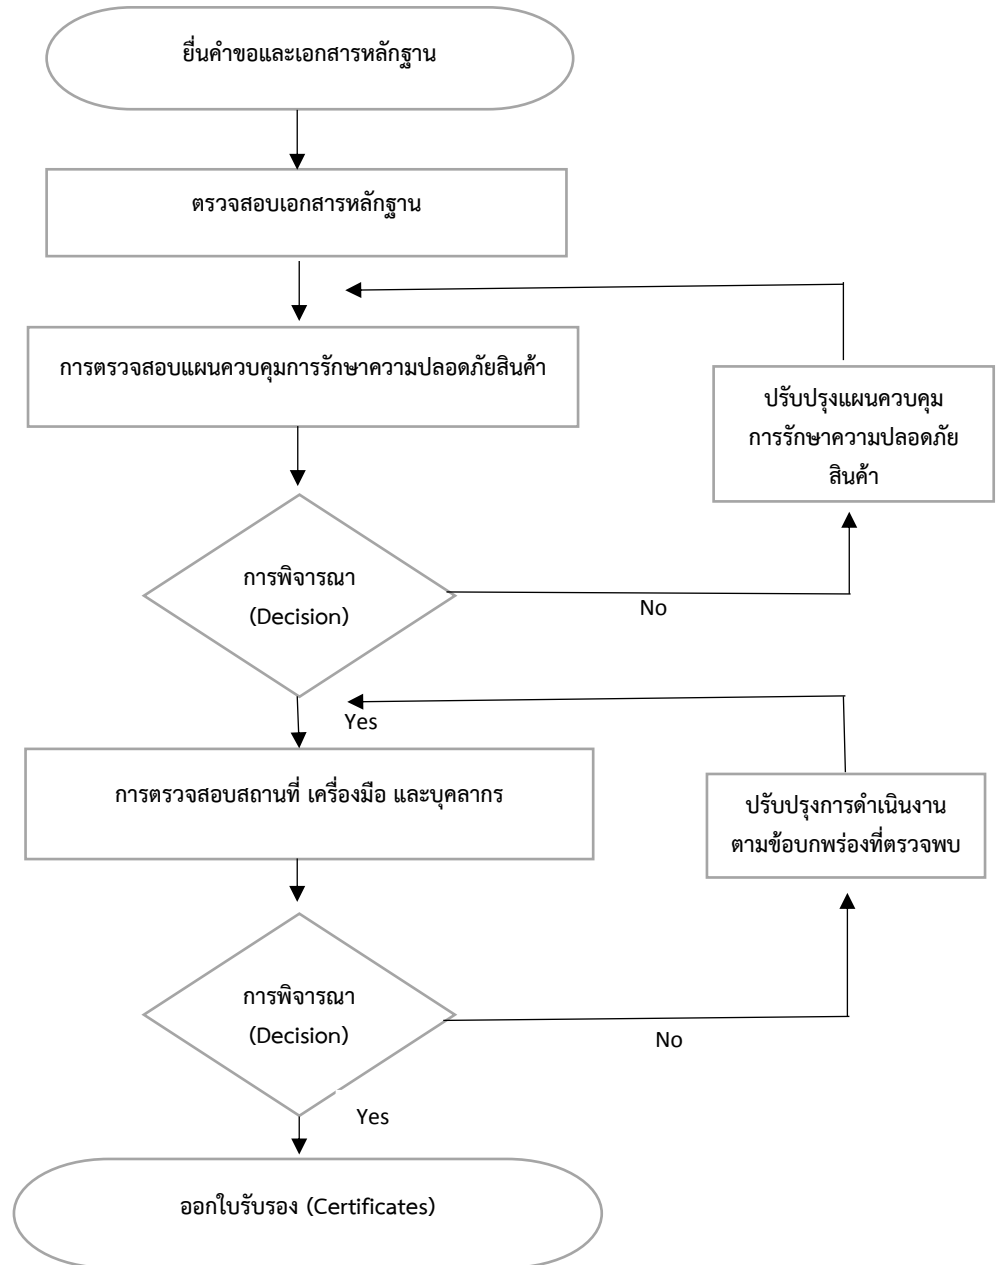 ยื่นคำขอและเอกสารหลักฐาน
ตรวจสอบเอกสารหลักฐาน
การตรวจสอบแผนควบคุมการรักษาความปลอดภัยสินค้า
ปรับปรุงแผนควบคุม
การรักษาความปลอดภัย
สินค้า
การพิจารณา
(Decision)
No
Yes
การตรวจสอบสถานที่ เครื่องมือ และบุคลากร
ปรับปรุงการดำเนินงาน
ตามข้อบกพร่องที่ตรวจพบ
การพิจารณา
(Decision)
No
Yes
ออกใบรับรอง (Certificates)